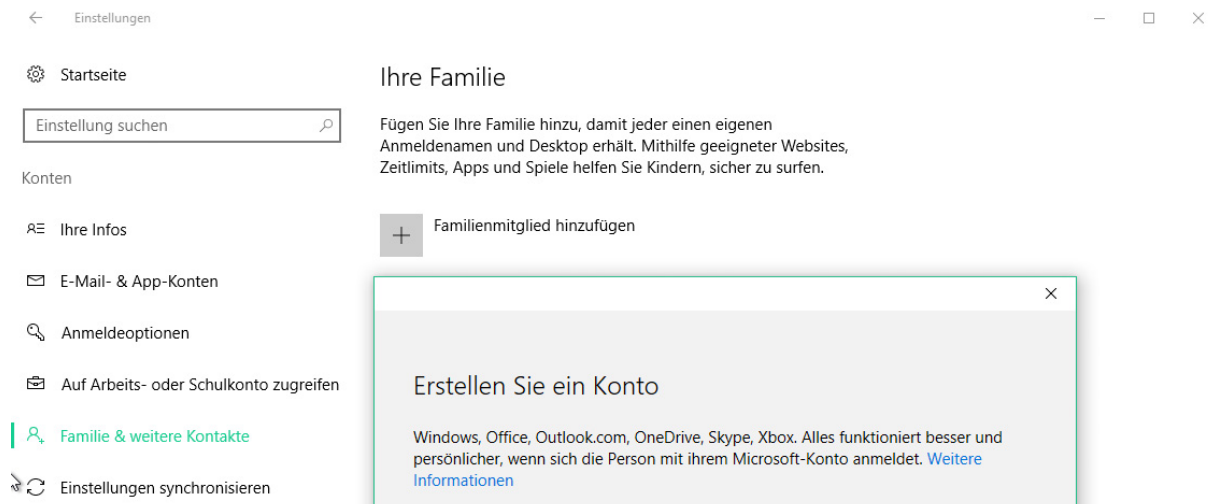 Einstellungen
Startseite
Einstellung suchen
Konten
Ihre Infos
E-Mail- & App-Konten
Anmeldeoptionen
Auf Arbeits- oder Schulkonto zugreifen
Familie & weitere Kontakte
Einstellungen synchronisieren
Ihre Familie
Fügen Sie Ihre Familie hinzu, damit jeder einen eigenen
Anmeldenamen und Desktop erhält. Mithilfe geeigneter Websites,
Zeitlimits, Apps und Spiele helfen Sie Kindern, sicher zu surfen.
Familienmitglied hinzufügen
Erstellen Sie ein Konto
Windows, Office, Outlook.com, OneDrive, Skype, Xbox. Alles funktioniert besser und
persönlicher, wenn sich die Person mit ihrem Microsoft-Konto anmeldet. Weitere
Informationen